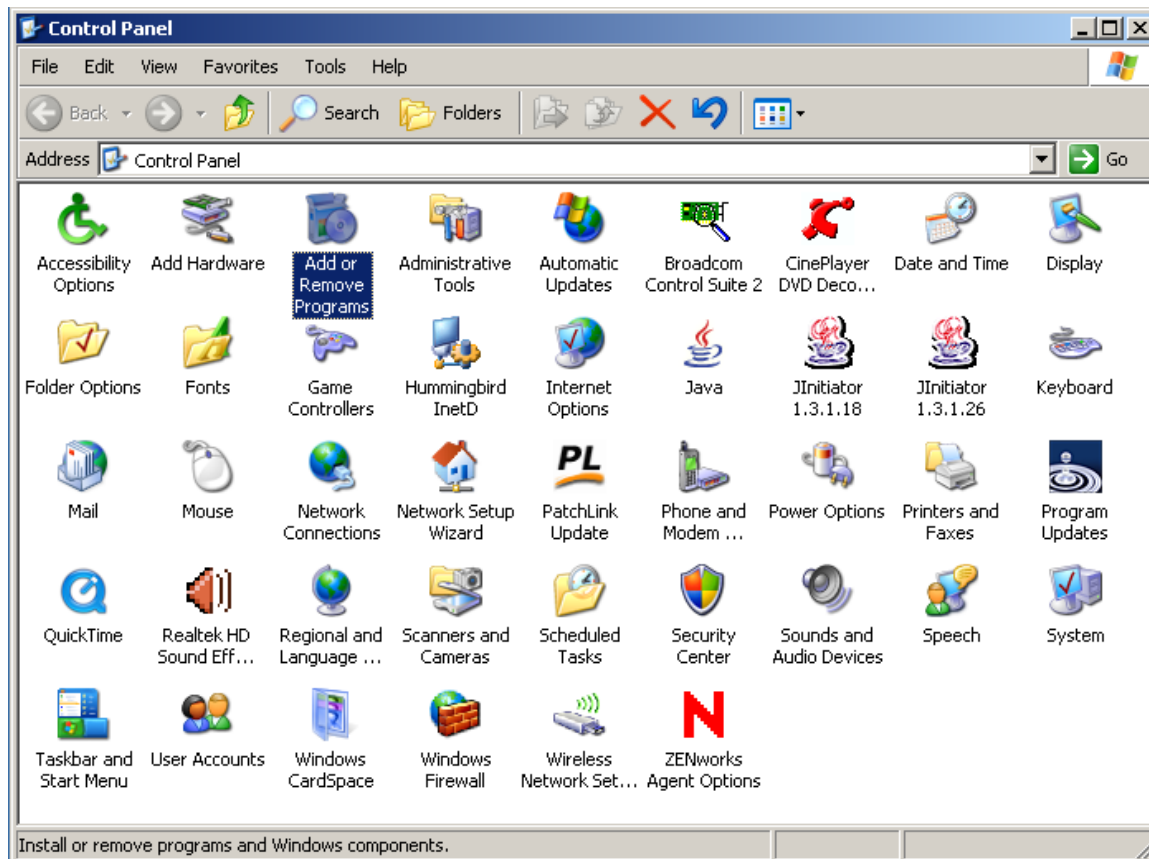 Control Panel
File Edit View Favorites Tools Help
Back Search Folders
Address Control Panel Go
Accessibility Options
Add Hardware
Add or Remove Programs
Administrative Tools
Automatic Updates
Broadcom Control Suite 2
CinePlayer DVD Deco...
Date and Time
Display
Folder Options
Fonts
Game Controllers
Hummingbird InetD
Internet Options
Java
JInitiator 1.3.1.18
JInitiator 1.3.1.26
Keyboard
Mail
Mouse
Network Connections
Network Setup Wizard
PL
PatchLink Update
Phone and Modem ...
Power Options
Printers and Faxes
Program Updates
QuickTime
Realtek HD Sound Eff...
Regional and Language ...
Scanners and Cameras
Scheduled Tasks
Security Center
Sounds and Audio Devices
Speech
System
Taskbar and Start Menu
User Accounts
Windows CardSpace
Windows Firewall
Wireless Network Set...
N
ZENworks Agent Options
Install or remove programs and Windows components.